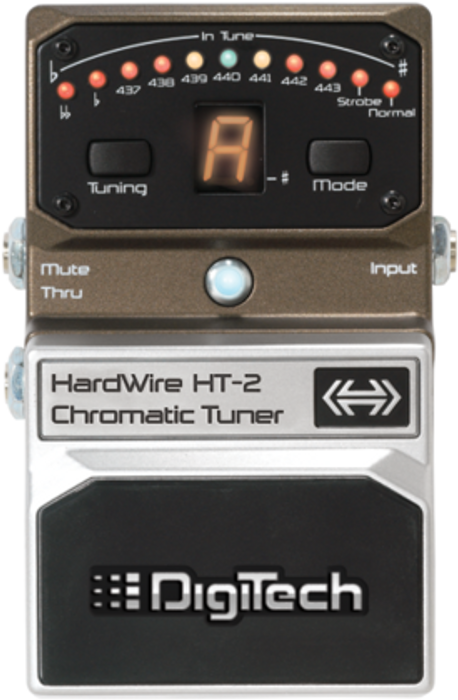 In Tune
♭ ♯
437 438 439 440 441 442 443
♭♭ ♭ Strobe
Normal
A
-♯
Tuning Mode
Mute Input
Thru
HardWire HT-2
Chromatic Tuner
DigiTech